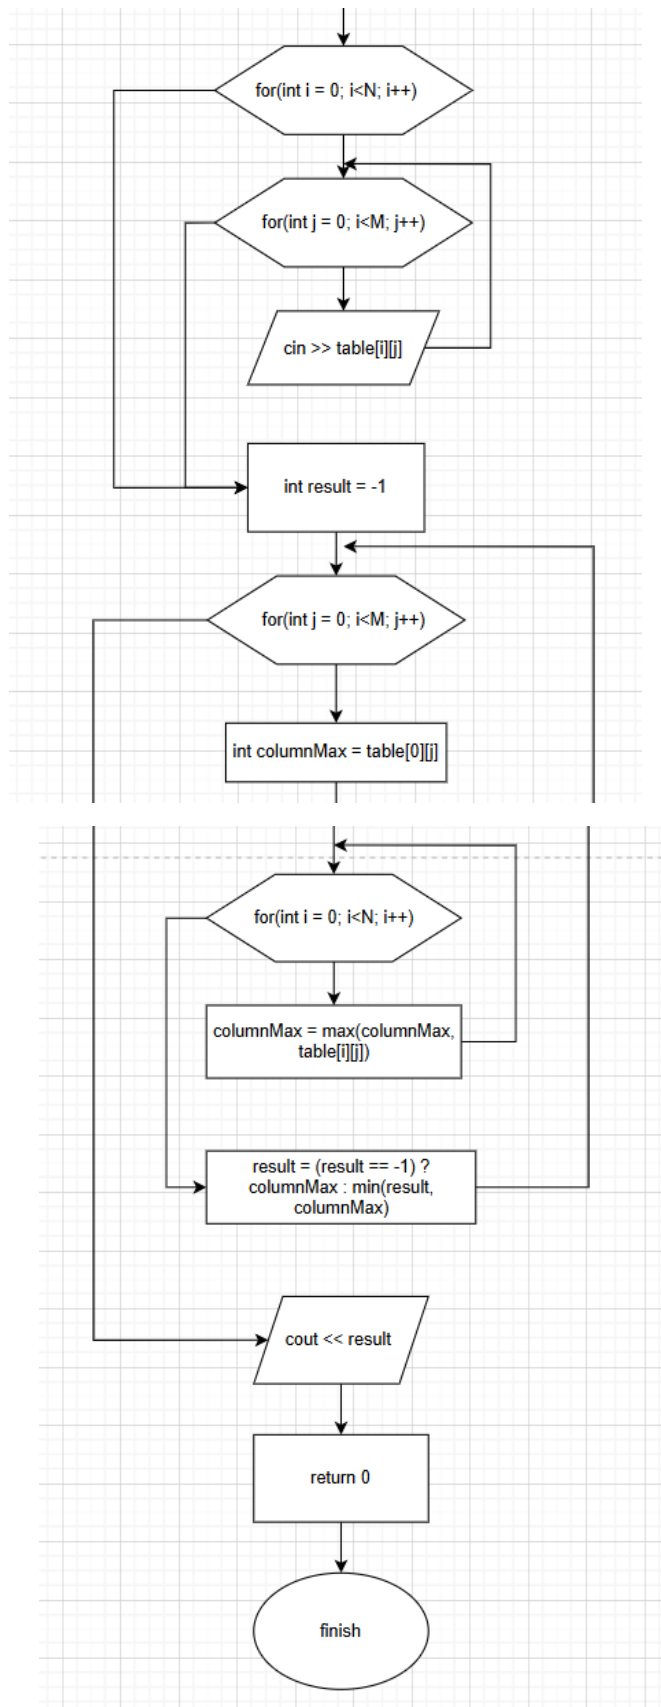 for(int i = 0; i<N; i++)
for(int j = 0; i<M; j++)
cin >> table[i][j]
int result = -1
for(int j = 0; i<M; j++)
int columnMax = table[0][j]
for(int i = 0; i<N; i++)
columnMax = max(columnMax,
table[i][j])
result = (result == -1) ?
columnMax : min(result,
columnMax)
cout << result
return 0
finish